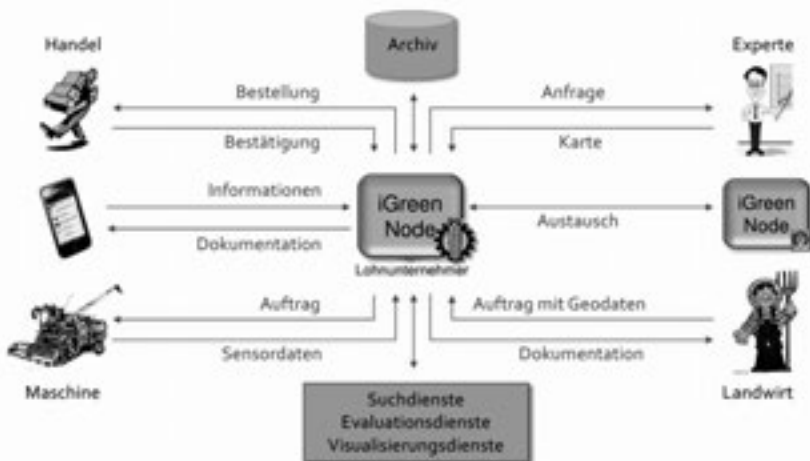 Handel
Archiv
Experte
Bestellung
Anfrage
Bestätigung
Karte
Informationen
iGreen
Node
Austausch
iGreen
Node
Dokumentation
Lohnunternehmer
Auftrag
Auftrag mit Geodaten
Sensordaten
Dokumentation
Maschine
Landwirt
Suchdienste
Evaluationsdienste
Visualisierungsdienste